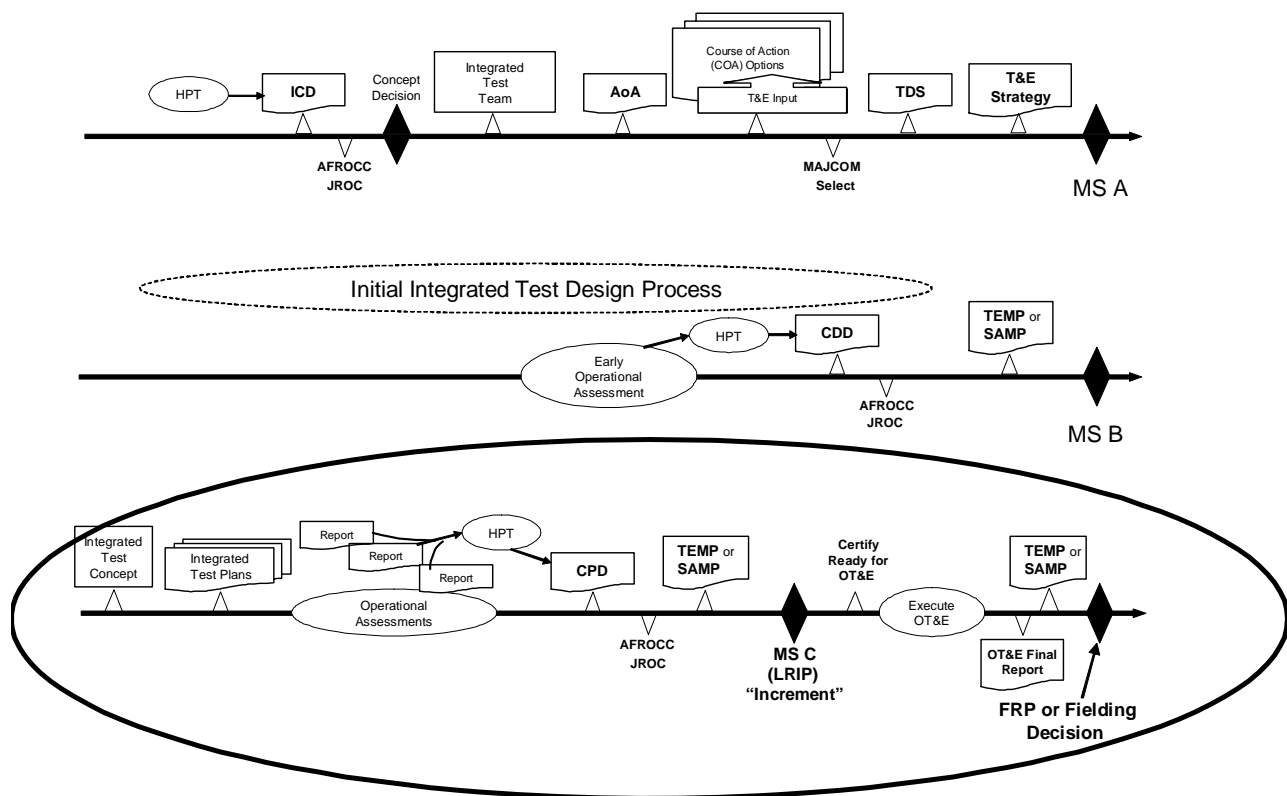 HPT
ICD
Concept
Decision
Integrated
Test
Team
AoA
Course of Action
(COA) Options
T&E Input
TDS
T&E
Strategy
AFROCC
JROC
MAJCOM
Select
MS A
Initial Integrated Test Design Process
Early
Operational
Assessment
HPT
CDD
TEMP or
SAMP
AFROCC
JROC
MS B
Integrated
Test
Concept
Integrated
Test Plans
Report
Report
Report
HPT
Operational
Assessments
CPD
TEMP or
SAMP
AFROCC
JROC
MS C
(LRIP)
“Increment”
Certify
Ready for
OT&E
Execute
OT&E
TEMP or
SAMP
OT&E Final
Report
FRP or Fielding
Decision